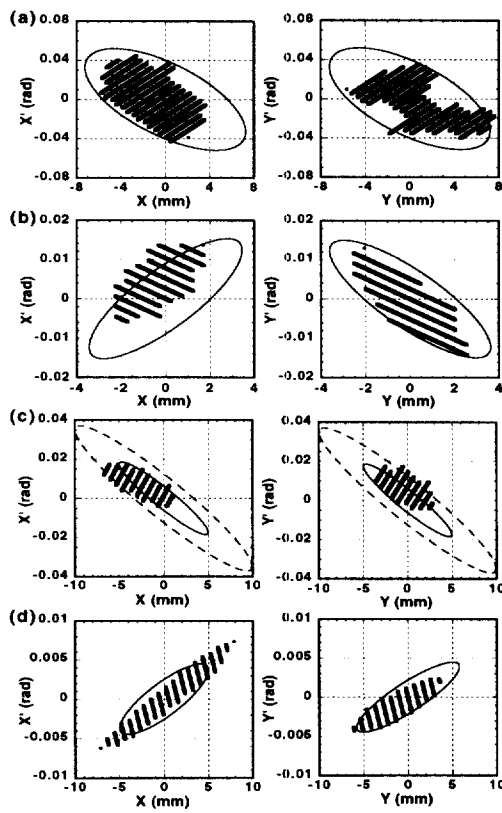 (a)
0.08
0.04
0
-0.04
-0.08
X' (rad)
-8 -4 0 4 8
X (mm)
0.08
0.04
0
-0.04
-0.08
Y' (rad)
-8 -4 0 4 8
Y (mm)
(b)
0.02
0.01
0
-0.01
-0.02
X' (rad)
-4 -2 0 2 4
X (mm)
0.02
0.01
0
-0.01
-0.02
Y' (rad)
-4 -2 0 2 4
Y (mm)
(c)
0.04
0.02
0
-0.02
-0.04
X' (rad)
-10 -5 0 5 10
X (mm)
0.04
0.02
0
-0.02
-0.04
Y' (rad)
-10 -5 0 5 10
Y (mm)
(d)
0.01
0.005
0
-0.005
-0.01
X' (rad)
-10 -5 0 5 10
X (mm)
0.01
0.005
0
-0.005
-0.01
Y' (rad)
-10 -5 0 5 10
Y (mm)